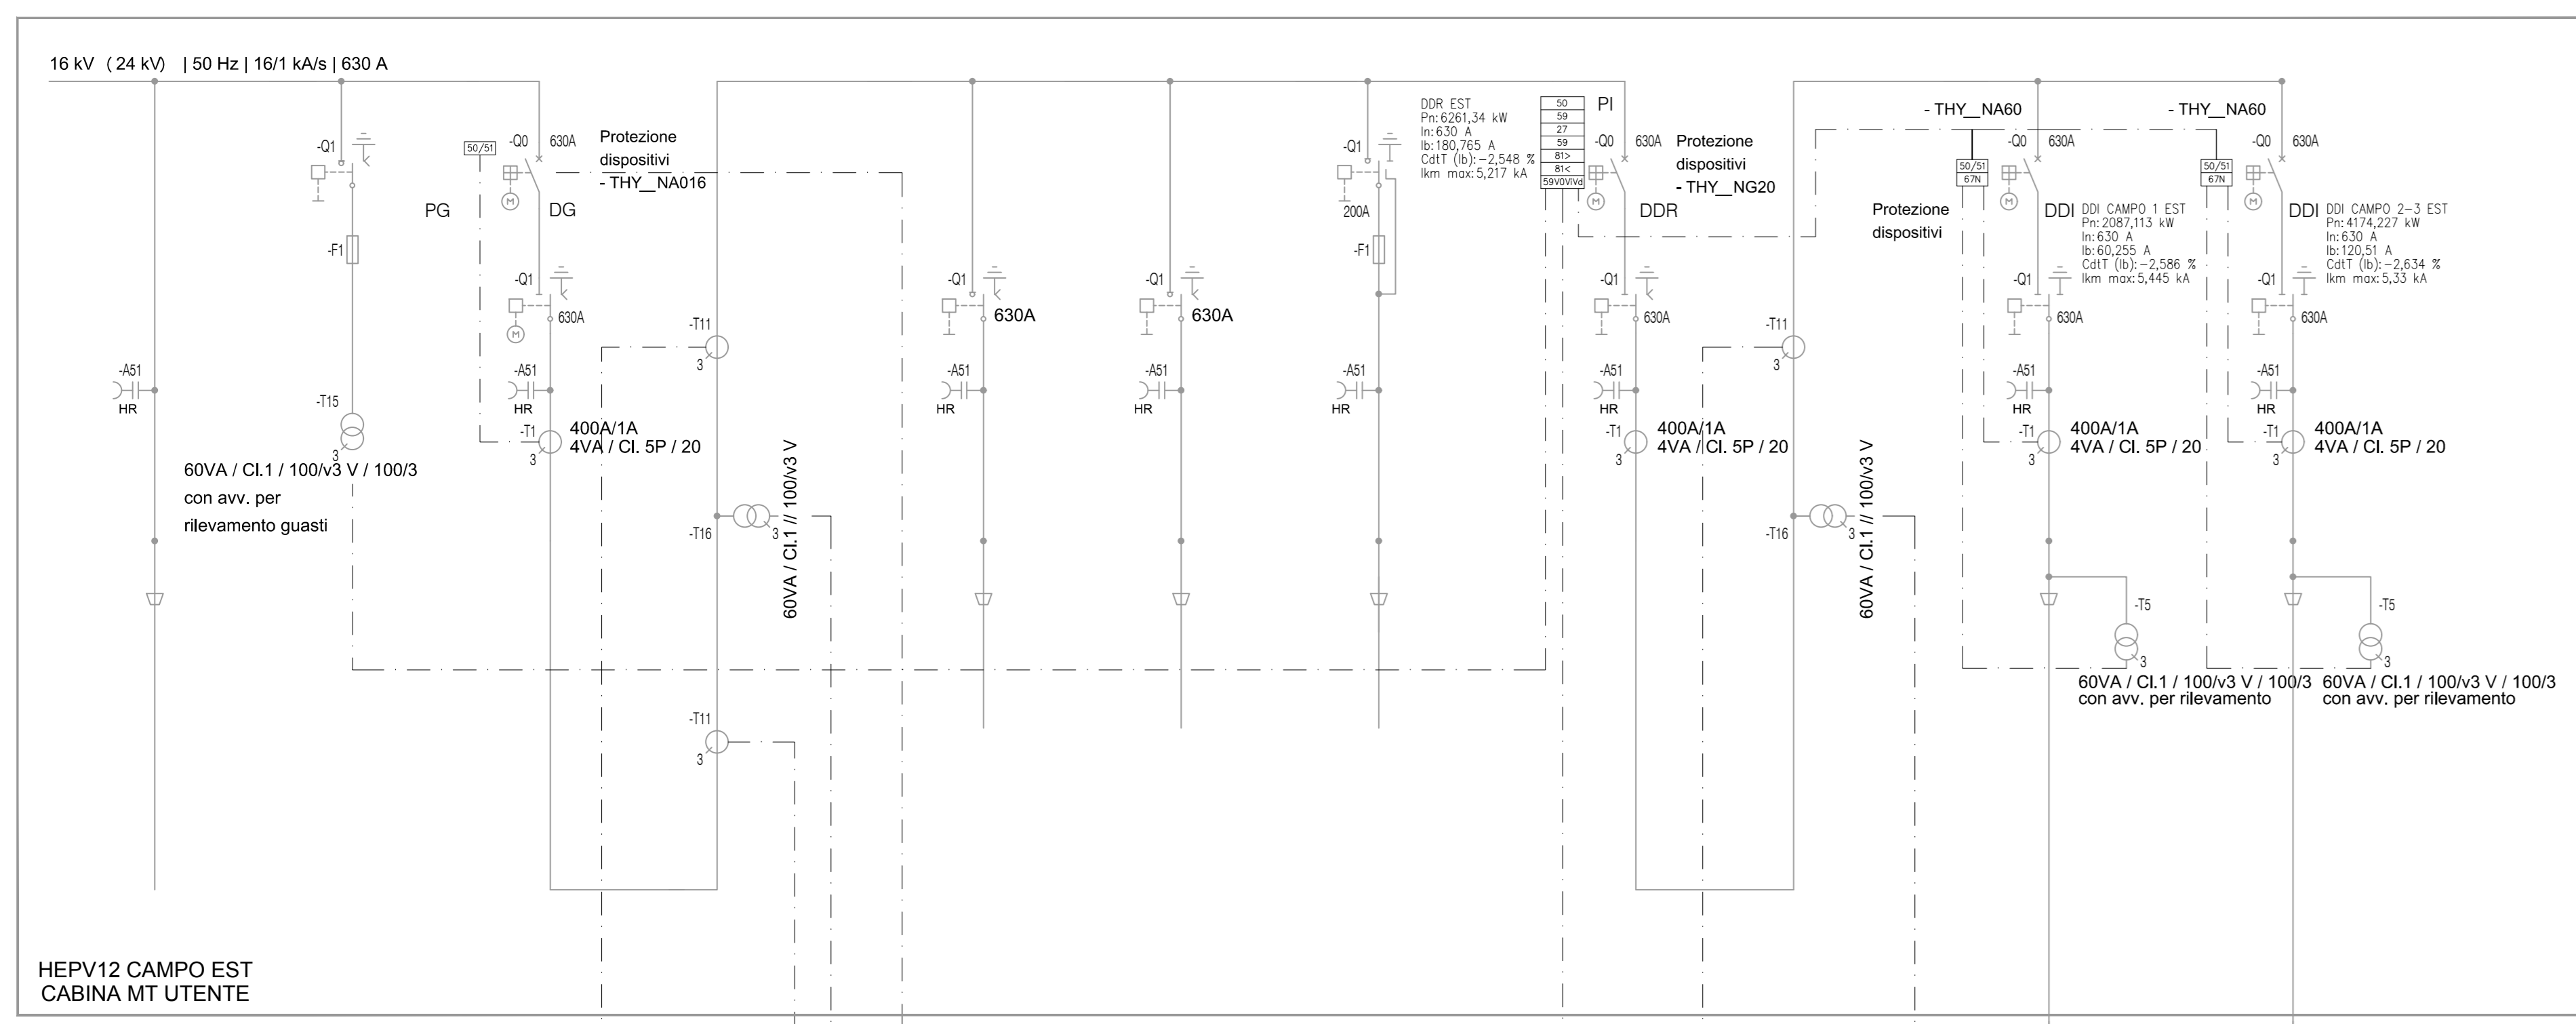 16 kV ( 24 kV) | 50 Hz | 16/1 kA/s | 630 A
-A51
HR
-Q1
-F1
-T15
3
60VA / Cl.1 / 100/v3 V / 100/3
con avv. per
rilevamento guasti
50/51
PG
-Q0
630A
M
DG
Protezione
dispositivi
- THY__NA016
-Q1
630A
M
-A51
HR
-T1
3
400A/1A
4VA / Cl. 5P / 20
-T11
3
-T16
3
60VA / Cl.1 // 100/v3 V
-T11
3
-Q1
630A
-A51
HR
-Q1
630A
-A51
HR
-Q1
200A
-F1
-A51
HR
DDR EST
Pn: 6261,34 kW
In: 630 A
Ib: 180,765 A
CdtT (Ib): -2,548 %
Ikm max: 5,217 kA
50
59
27
59
81>
81<
59V0ViVd
PI
-Q0
630A
M
DDR
Protezione
dispositivi
- THY__NG20
-Q1
630A
-A51
HR
-T1
3
400A/1A
4VA / Cl. 5P / 20
-T11
3
-T16
3
60VA / Cl.1 // 100/v3 V
- THY__NA60
50/51
67N
Protezione
dispositivi
-Q0
630A
M
DDI
DDI CAMPO 1 EST
Pn: 2087,113 kW
In: 630 A
Ib: 60,255 A
CdtT (Ib): -2,586 %
Ikm max: 5,445 kA
-Q1
630A
-A51
HR
-T1
3
400A/1A
4VA / Cl. 5P / 20
-T5
3
60VA / Cl.1 / 100/v3 V / 100/3
con avv. per rilevamento
- THY__NA60
50/51
67N
-Q0
630A
M
DDI
DDI CAMPO 2-3 EST
Pn: 4174,227 kW
In: 630 A
Ib: 120,51 A
CdtT (Ib): -2,634 %
Ikm max: 5,33 kA
-Q1
630A
-A51
HR
-T1
3
400A/1A
4VA / Cl. 5P / 20
-T5
3
60VA / Cl.1 / 100/v3 V / 100/3
con avv. per rilevamento
HEPV12 CAMPO EST
CABINA MT UTENTE